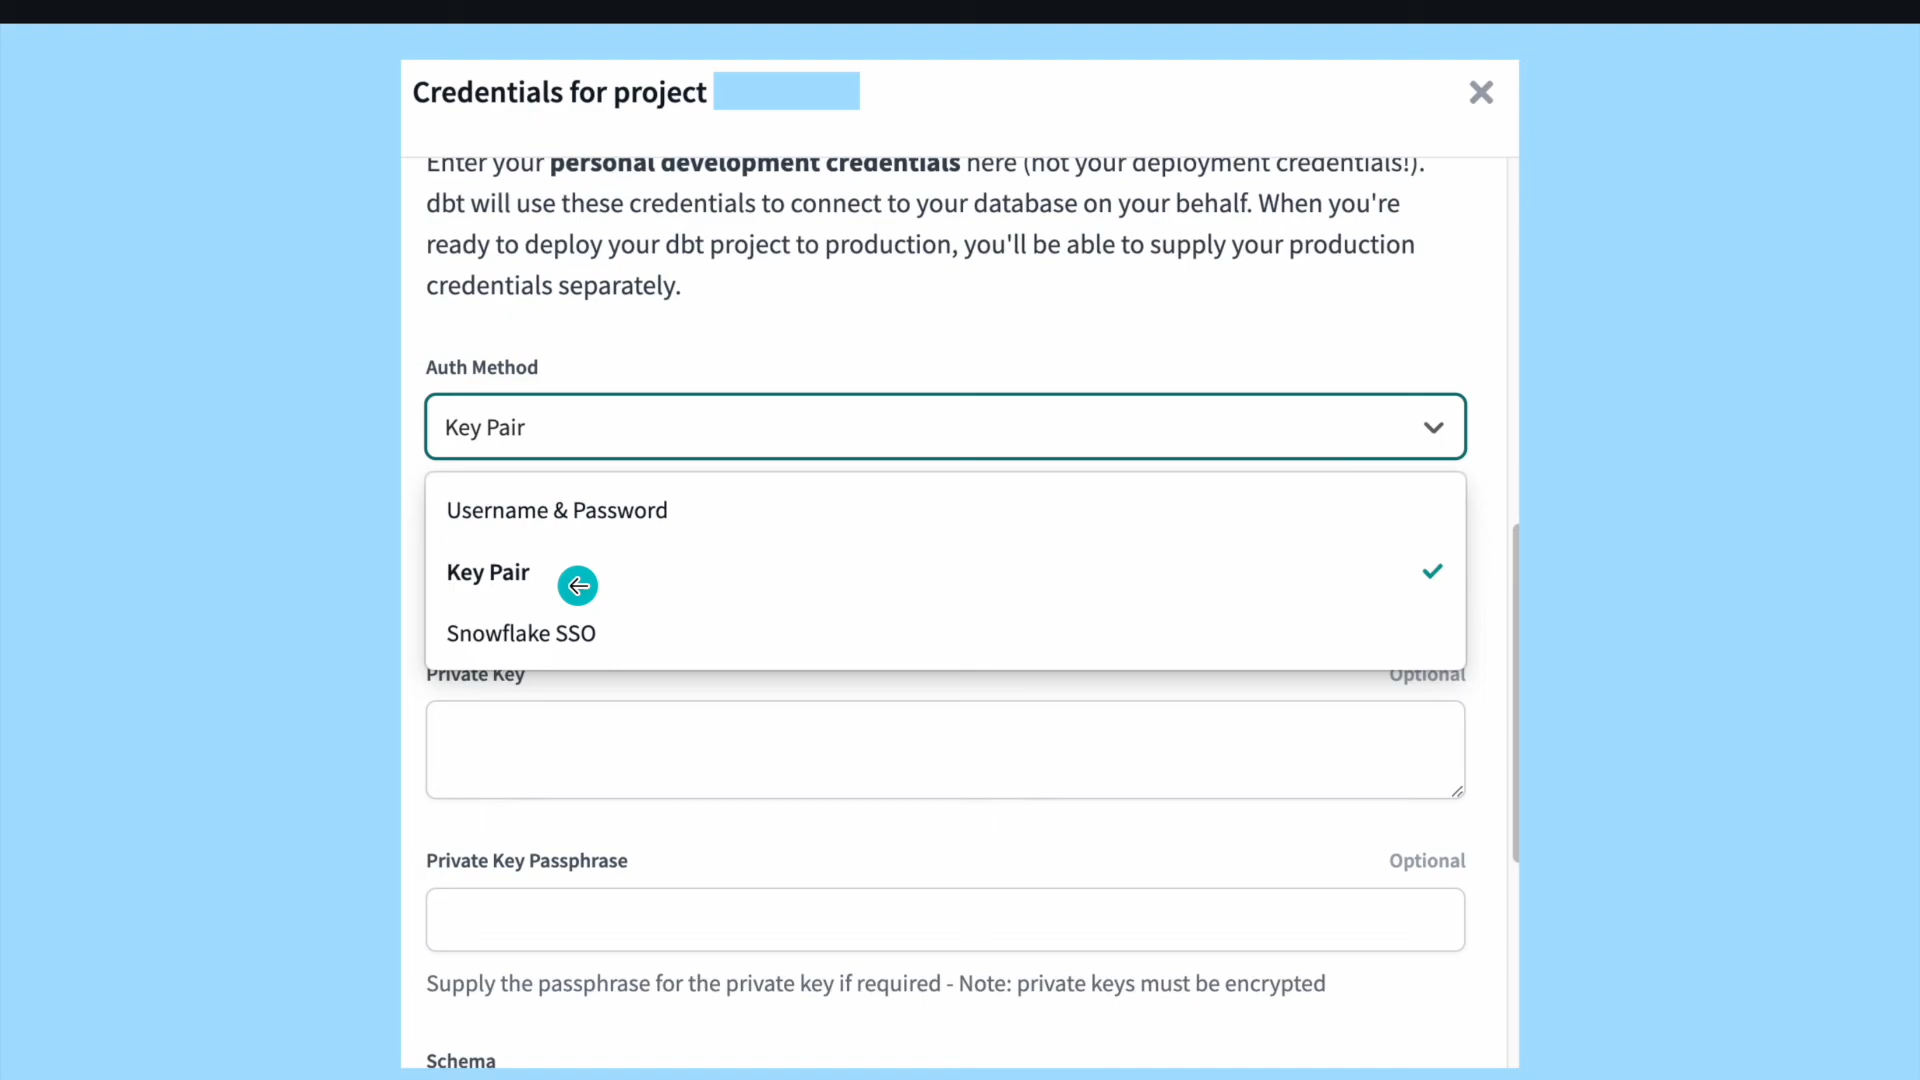 Credentials for project
Enter your personal development credentials here (not your deployment credentials!).
dbt will use these credentials to connect to your database on your behalf. When you're
ready to deploy your dbt project to production, you'll be able to supply your production
credentials separately.
Auth Method
Key Pair
Username & Password
Key Pair
Snowflake SSO
Private Key Optional
Private Key Passphrase Optional
Supply the passphrase for the private key if required - Note: private keys must be encrypted
Schema